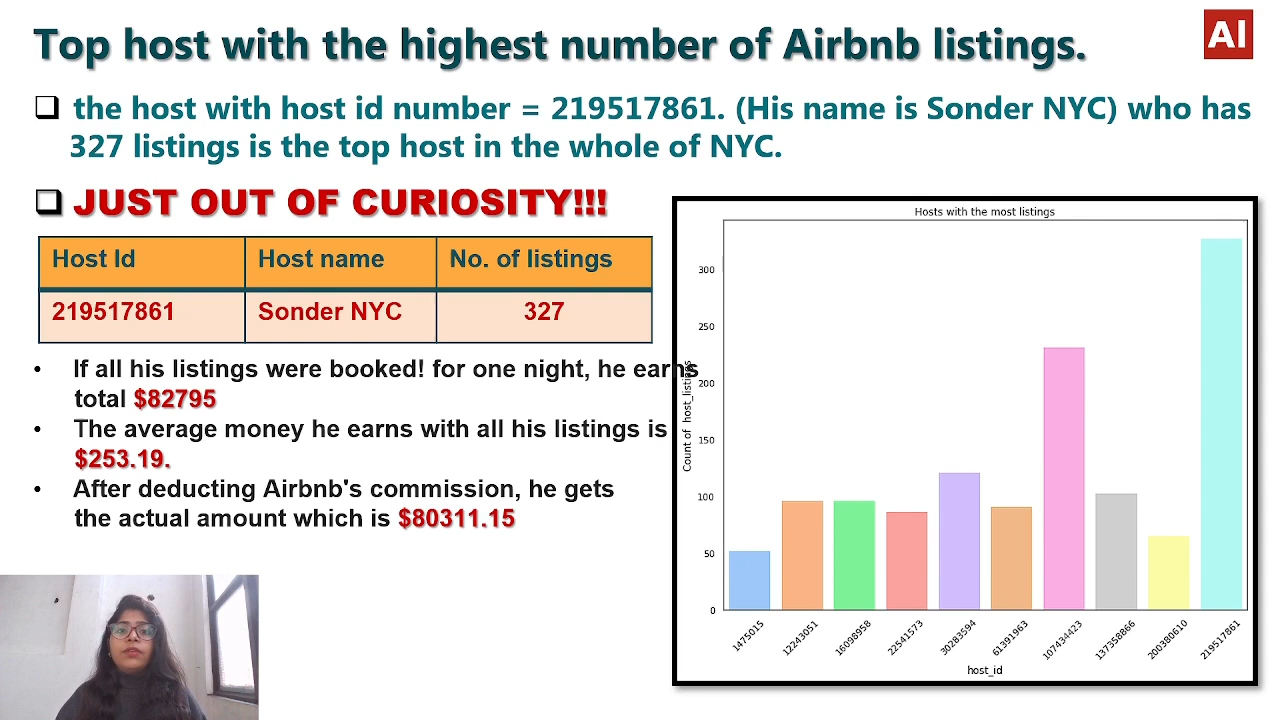 Top host with the highest number of Airbnb listings.
AI
the host with host id number = 219517861. (His name is Sonder NYC) who has
327 listings is the top host in the whole of NYC.
JUST OUT OF CURIOSITY!!!
Host Id Host name No. of listings
219517861 Sonder NYC 327
• If all his listings were booked! for one night, he earns
total $82795
• The average money he earns with all his listings is
$253.19.
• After deducting Airbnb's commission, he gets
the actual amount which is $80311.15
Hosts with the most listings
Count of host_listings
300
250
200
150
100
50
0
1475015 12243051 16098958 22541573 30283594 61391963 107434423 137358866 200380610 219517861
host_id